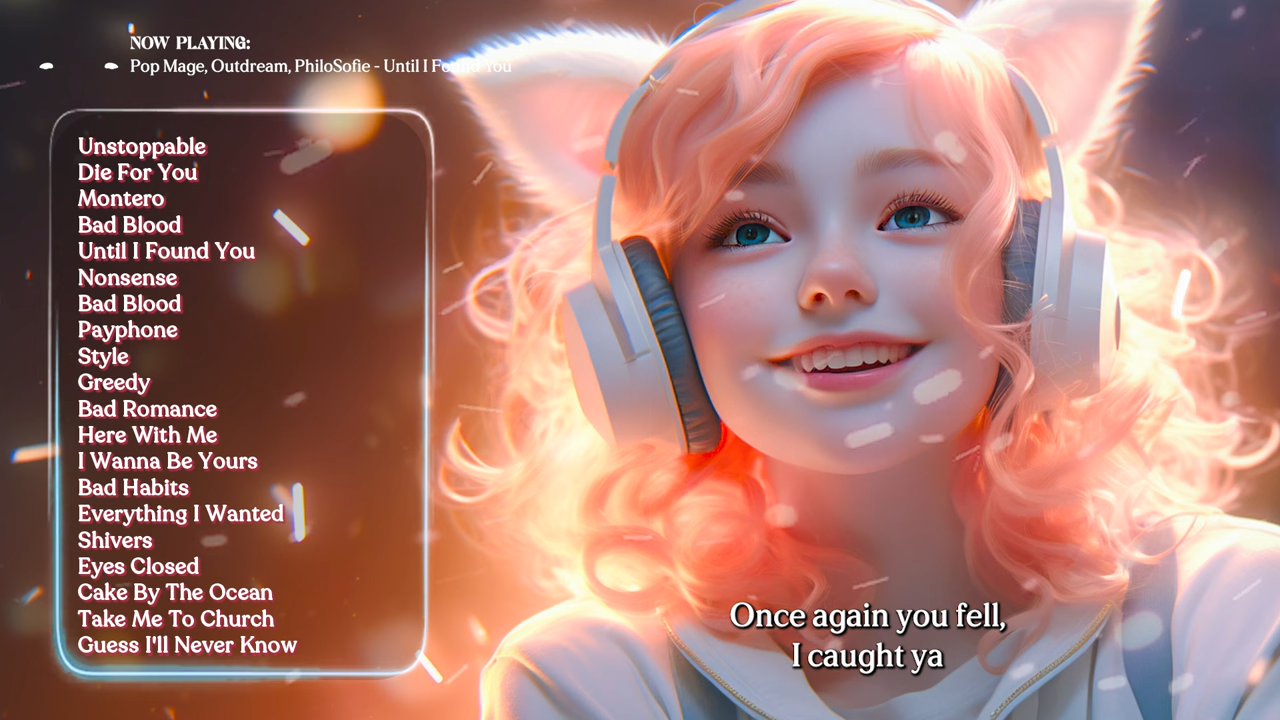 NOW PLAYING:
Pop Mage, Outdream, PhiloSofie - Until I Found You
Unstoppable
Die For You
Montero
Bad Blood
Until I Found You
Nonsense
Bad Blood
Payphone
Style
Greedy
Bad Romance
Here With Me
I Wanna Be Yours
Bad Habits
Everything I Wanted
Shivers
Eyes Closed
Cake By The Ocean
Take Me To Church
Guess I'll Never Know
Once again you fell,
I caught ya